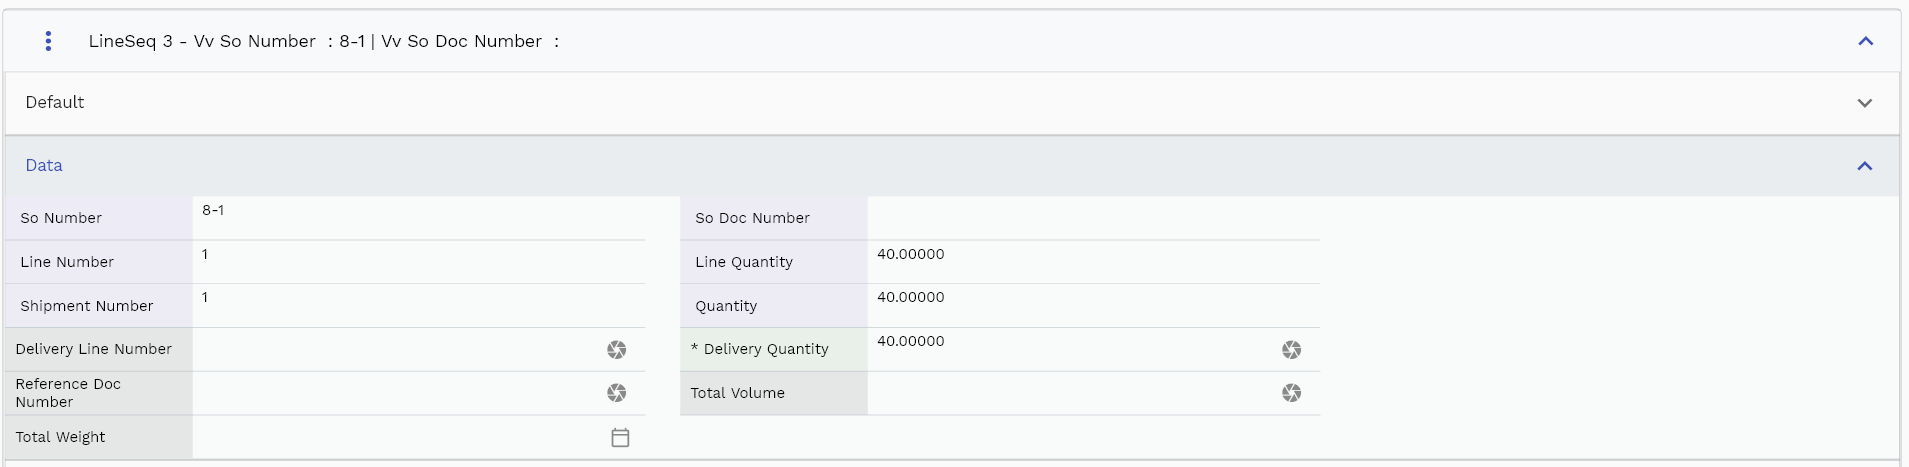 LineSeq 3 - Vv So Number : 8-1 | Vv So Doc Number :
Default
Data
So Number 8-1 So Doc Number
Line Number 1 Line Quantity 40.00000
Shipment Number 1 Quantity 40.00000
Delivery Line Number * Delivery Quantity 40.00000
Reference Doc
Number
Total Volume
Total Weight